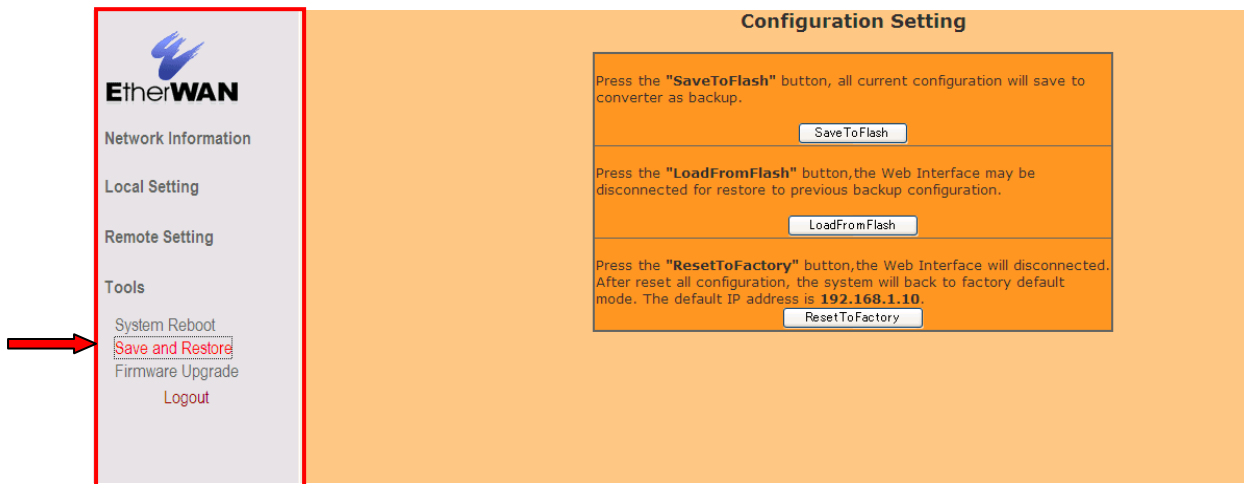 EtherWAN
Network Information
Local Setting
Remote Setting
Tools
System Reboot
Save and Restore
Firmware Upgrade
Logout
Configuration Setting
Press the "SaveToFlash" button, all current configuration will save to
converter as backup.
SaveToFlash
Press the "LoadFromFlash" button,the Web Interface may be
disconnected for restore to previous backup configuration.
LoadFromFlash
Press the "ResetToFactory" button,the Web Interface will disconnected.
After reset all configuration, the system will back to factory default
mode. The default IP address is 192.168.1.10.
ResetToFactory